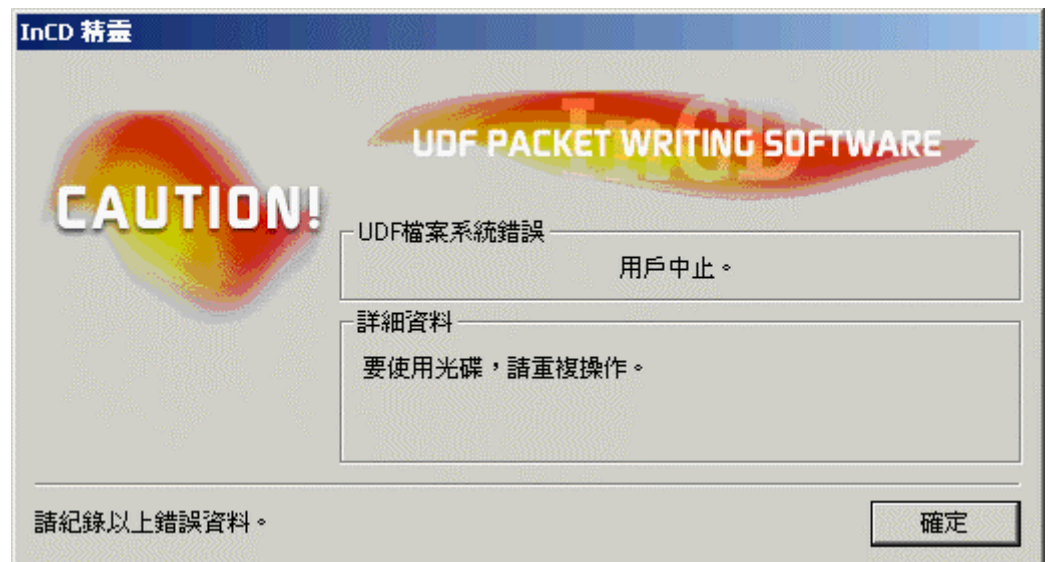 InCD 精靈
InCD
UDF PACKET WRITING SOFTWARE
CAUTION!
UDF檔案系統錯誤
用戶中止。
詳細資料
要使用光碟，請重複操作。
請紀錄以上錯誤資料。
確定